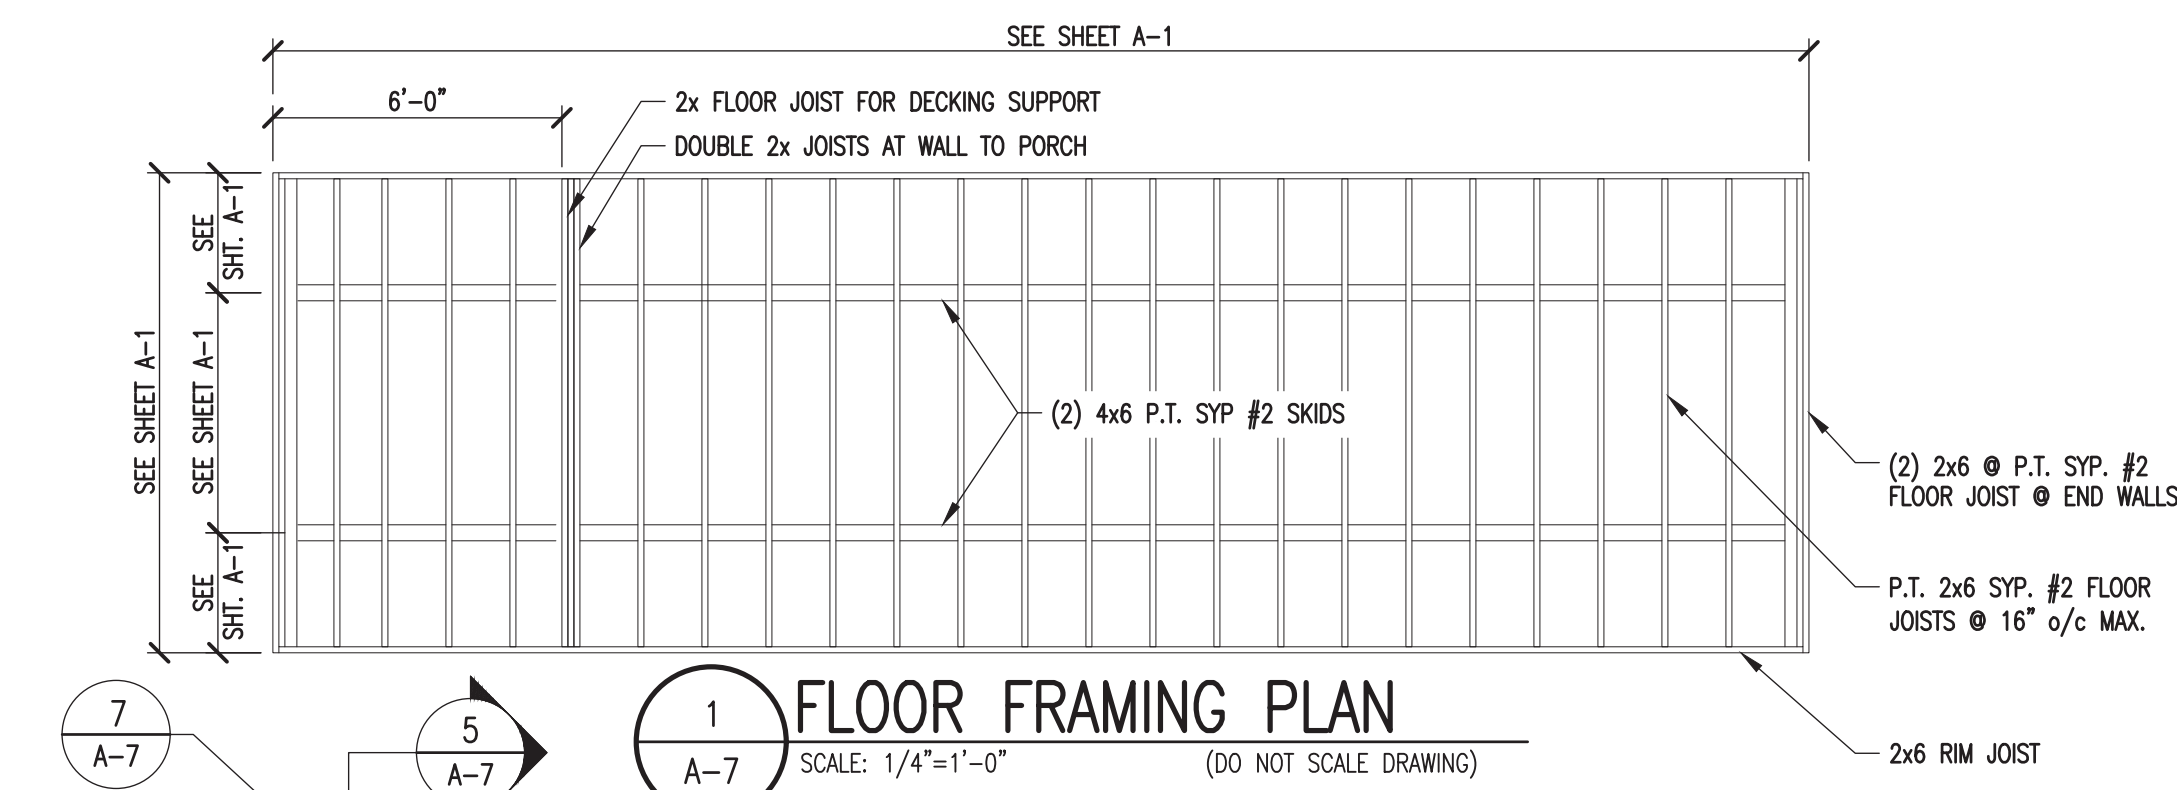 SEE SHEET A-1
6'-0"
2x FLOOR JOIST FOR DECKING SUPPORT
DOUBLE 2x JOISTS AT WALL TO PORCH
SEE
SHT. A-1
SEE SHEET A-1
SEE SHEET A-1
SEE
SHT. A-1
(2) 4x6 P.T. SYP #2 SKIDS
(2) 2x6 @ P.T. SYP. #2
FLOOR JOIST @ END WALLS
P.T. 2x6 SYP. #2 FLOOR
JOISTS @ 16" o/c MAX.
2x6 RIM JOIST
7
A-7
5
A-7
1
A-7
FLOOR FRAMING PLAN
SCALE: 1/4"=1'-0" (DO NOT SCALE DRAWING)